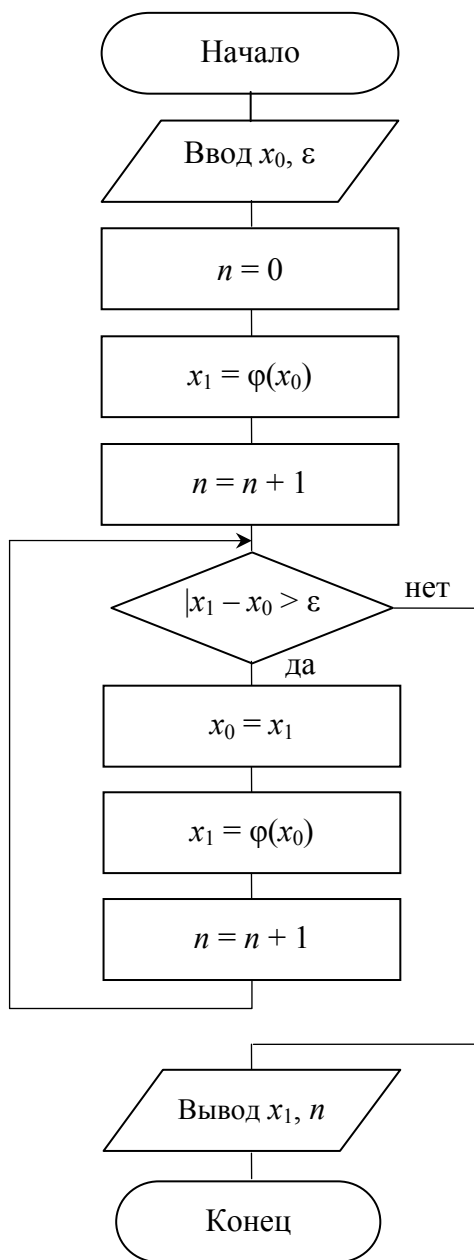 Начало
Ввод x₀, ε
n = 0
x₁ = φ(x₀)
n = n + 1
|x₁ – x₀ > ε
нет
да
x₀ = x₁
x₁ = φ(x₀)
n = n + 1
Вывод x₁, n
Конец